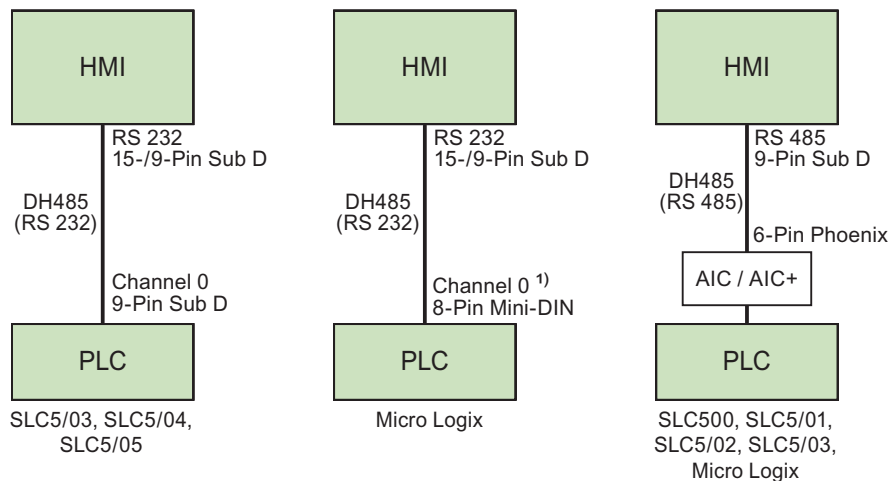 HMI
RS 232
15-/9-Pin Sub D
DH485
(RS 232)
Channel 0
9-Pin Sub D
PLC
SLC5/03, SLC5/04,
SLC5/05
HMI
RS 232
15-/9-Pin Sub D
DH485
(RS 232)
Channel 0 1)
8-Pin Mini-DIN
PLC
Micro Logix
HMI
RS 485
9-Pin Sub D
DH485
(RS 485)
6-Pin Phoenix
AIC / AIC+
PLC
SLC500, SLC5/01,
SLC5/02, SLC5/03,
Micro Logix